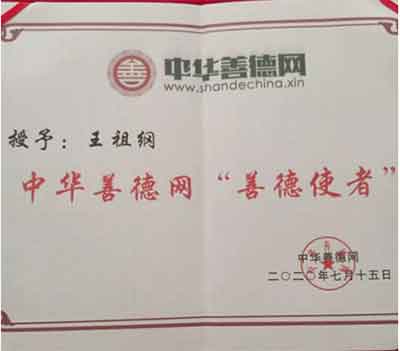 中华善德网
www.shandechina.xin
授予：王祖纲
中华善德网“善德使者”
中华善德网
二〇二〇年七月十五日